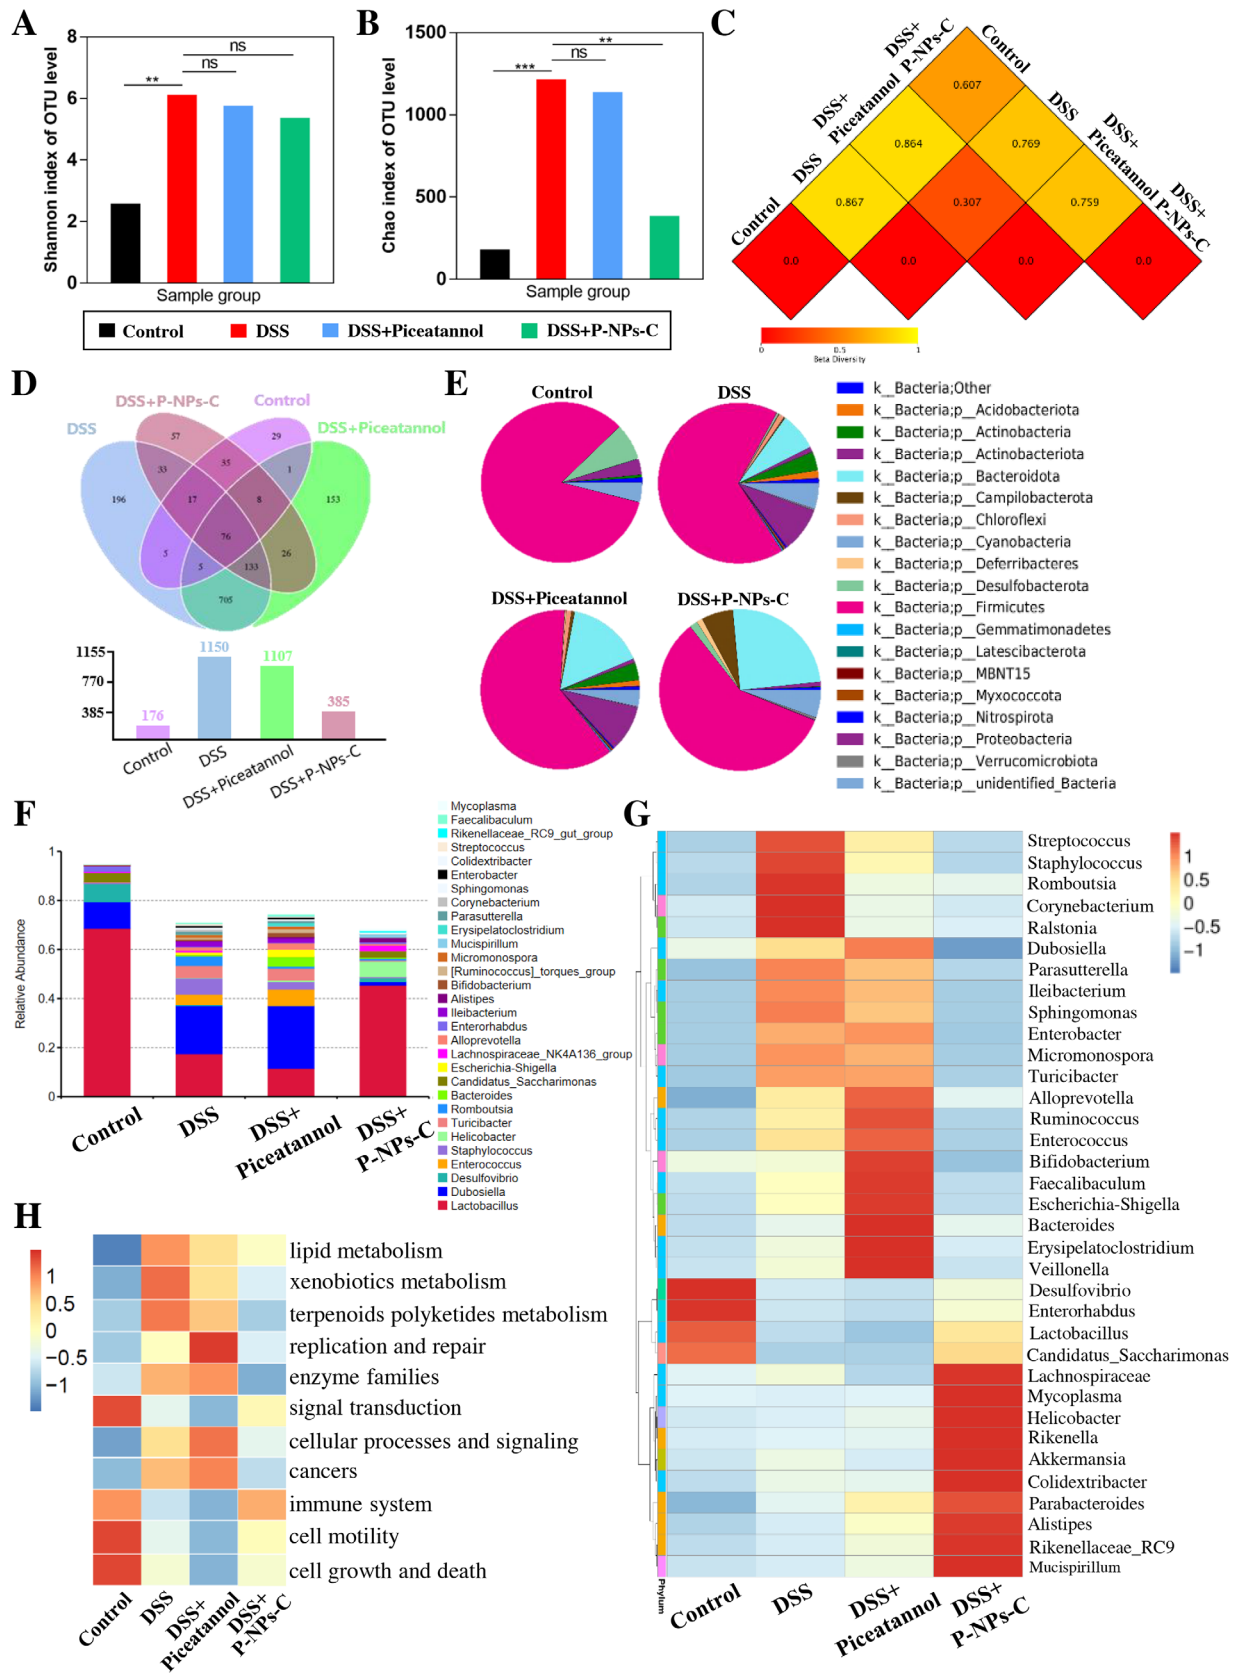 A
Shannon index of OTU level
8
6
4
2
0
**
ns
ns
Sample group
B
Chao index of OTU level
1500
1000
500
0
***
ns
**
Sample group
Control
DSS
DSS+Piceatannol
DSS+P-NPs-C
C
Control
DSS
DSS+
Piceatannol
DSS+
P-NPs-C
Control
DSS
DSS+
Piceatannol
DSS+
P-NPs-C
0.607
0.864
0.769
0.867
0.307
0.759
0.0
0.0
0.0
0.0
0
0.5
1
Beta Diversity
D
DSS
DSS+P-NPs-C
Control
DSS+Piceatannol
57
29
33
35
1
196
17
8
153
76
5
26
5
133
705
1155
770
385
176
1150
1107
385
Control
DSS
DSS+Piceatannol
DSS+P-NPs-C
E
Control
DSS
DSS+Piceatannol
DSS+P-NPs-C
k__Bacteria;Other
k__Bacteria;p__Acidobacteriota
k__Bacteria;p__Actinobacteria
k__Bacteria;p__Actinobacteriota
k__Bacteria;p__Bacteroidota
k__Bacteria;p__Campilobacterota
k__Bacteria;p__Chloroflexi
k__Bacteria;p__Cyanobacteria
k__Bacteria;p__Deferribacteres
k__Bacteria;p__Desulfobacterota
k__Bacteria;p__Firmicutes
k__Bacteria;p__Gemmatimonadetes
k__Bacteria;p__Latescibacterota
k__Bacteria;p__MBNT15
k__Bacteria;p__Myxococcota
k__Bacteria;p__Nitrospirota
k__Bacteria;p__Proteobacteria
k__Bacteria;p__Verrucomicrobiota
k__Bacteria;p__unidentified_Bacteria
F
Relative Abundance
1
0.8
0.6
0.4
0.2
0
Control
DSS
DSS+
Piceatannol
DSS+
P-NPs-C
Mycoplasma
Faecalibaculum
Rikenellaceae_RC9_gut_group
Streptococcus
Colidextribacter
Enterobacter
Sphingomonas
Corynebacterium
Parasutterella
Erysipelatoclostridium
Mucispirillum
Micromonospora
[Ruminococcus]_torques_group
Bifidobacterium
Alistipes
Ileibacterium
Enterorhabdus
Alloprevotella
Lachnospiraceae_NK4A136_group
Escherichia-Shigella
Candidatus_Saccharimonas
Bacteroides
Romboutsia
Turicibacter
Helicobacter
Staphylococcus
Enterococcus
Desulfovibrio
Dubosiella
Lactobacillus
G
Streptococcus
Staphylococcus
Romboutsia
Corynebacterium
Ralstonia
Dubosiella
Parasutterella
Ileibacterium
Sphingomonas
Enterobacter
Micromonospora
Turicibacter
Alloprevotella
Ruminococcus
Enterococcus
Bifidobacterium
Faecalibaculum
Escherichia-Shigella
Bacteroides
Erysipelatoclostridium
Veillonella
Desulfovibrio
Enterorhabdus
Lactobacillus
Candidatus_Saccharimonas
Lachnospiraceae
Mycoplasma
Helicobacter
Rikenella
Akkermansia
Colidextribacter
Parabacteroides
Alistipes
Rikenellaceae_RC9
Mucispirillum
Phylum
Control
DSS
DSS+
Piceatannol
DSS+
P-NPs-C
1
0.5
0
−0.5
−1
H
1
0.5
0
−0.5
−1
lipid metabolism
xenobiotics metabolism
terpenoids polyketides metabolism
replication and repair
enzyme families
signal transduction
cellular processes and signaling
cancers
immune system
cell motility
cell growth and death
Control
DSS
DSS+
Piceatannol
DSS+
P-NPs-C